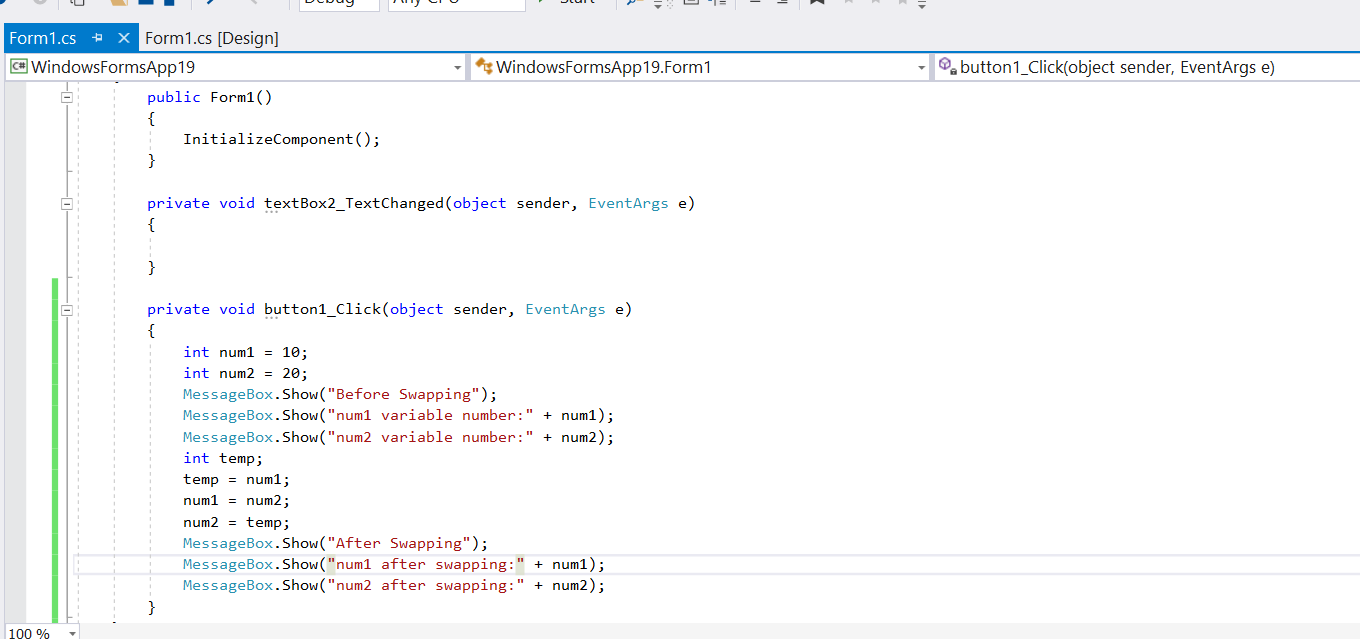 Debug Any CPU Start
Form1.cs Form1.cs [Design]
C# WindowsFormsApp19 WindowsFormsApp19.Form1 button1_Click(object sender, EventArgs e)
public Form1()
{
InitializeComponent();
}
private void textBox2_TextChanged(object sender, EventArgs e)
{
}
private void button1_Click(object sender, EventArgs e)
{
int num1 = 10;
int num2 = 20;
MessageBox.Show("Before Swapping");
MessageBox.Show("num1 variable number:" + num1);
MessageBox.Show("num2 variable number:" + num2);
int temp;
temp = num1;
num1 = num2;
num2 = temp;
MessageBox.Show("After Swapping");
MessageBox.Show("num1 after swapping:" + num1);
MessageBox.Show("num2 after swapping:" + num2);
}
100 %